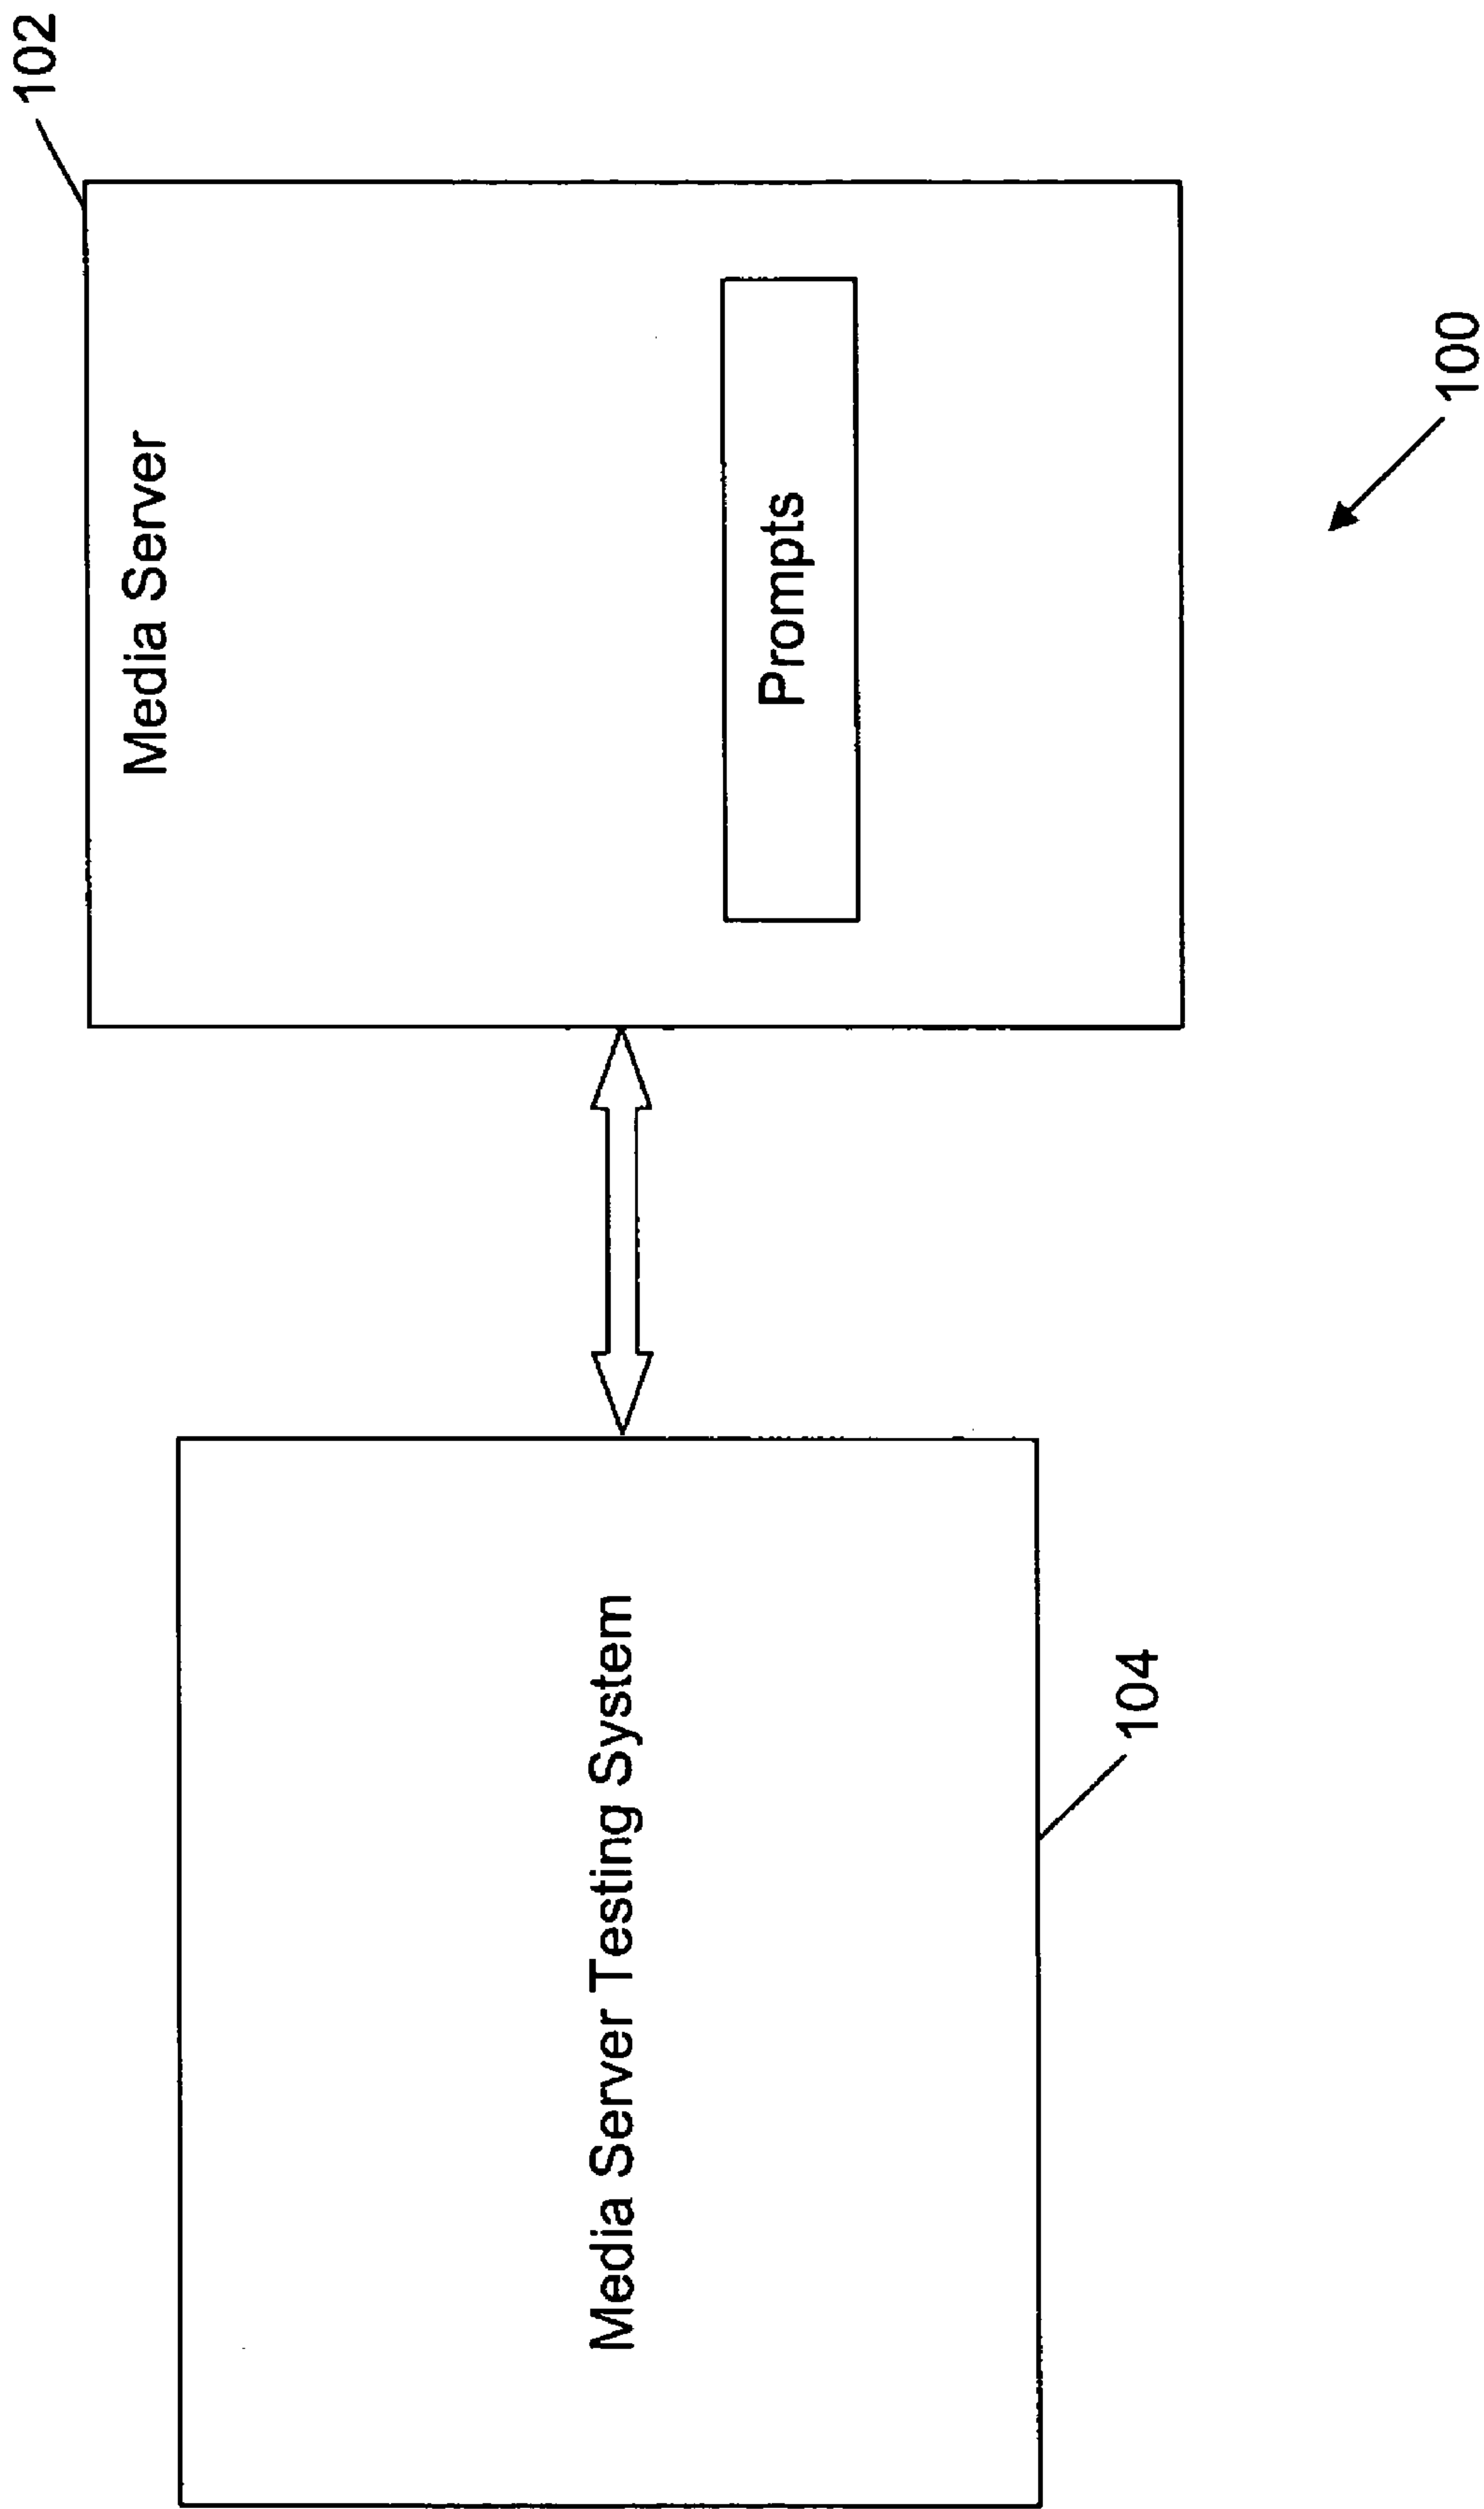 102
Media Server
Prompts
Media Server Testing System
104
100